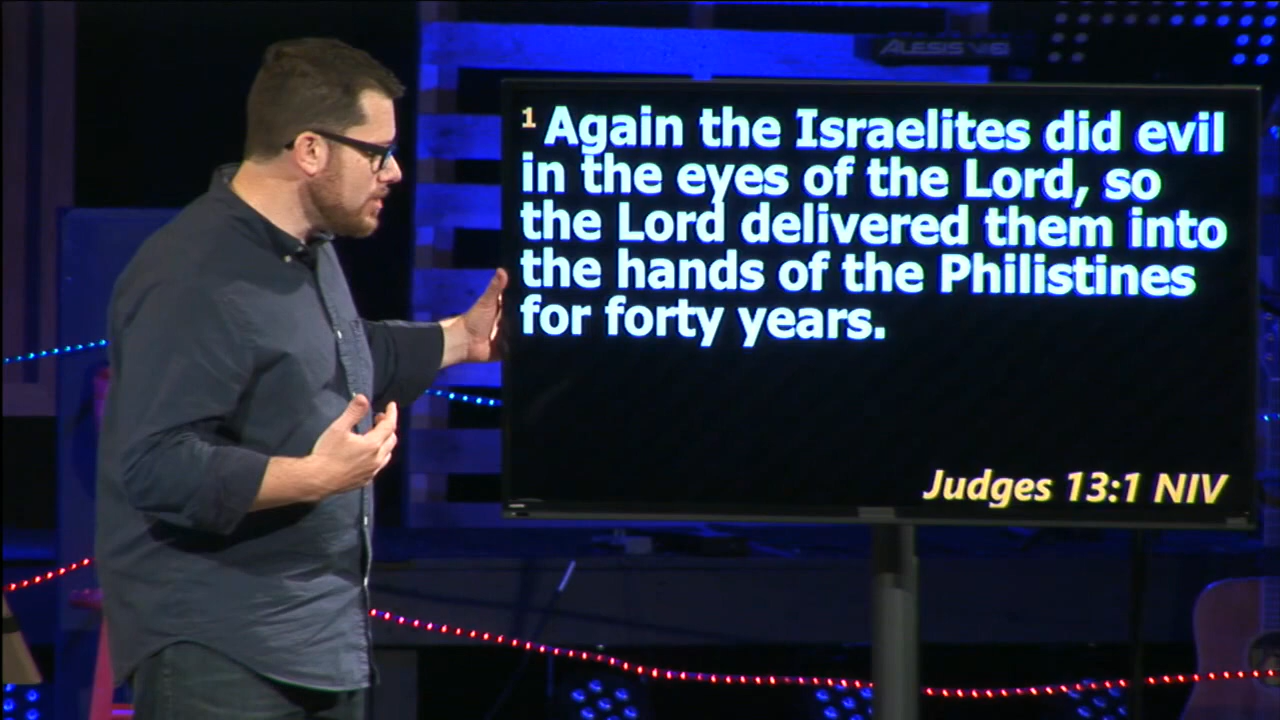 ALESIS V61
1 Again the Israelites did evil
in the eyes of the Lord, so
the Lord delivered them into
the hands of the Philistines
for forty years.
Judges 13:1 NIV